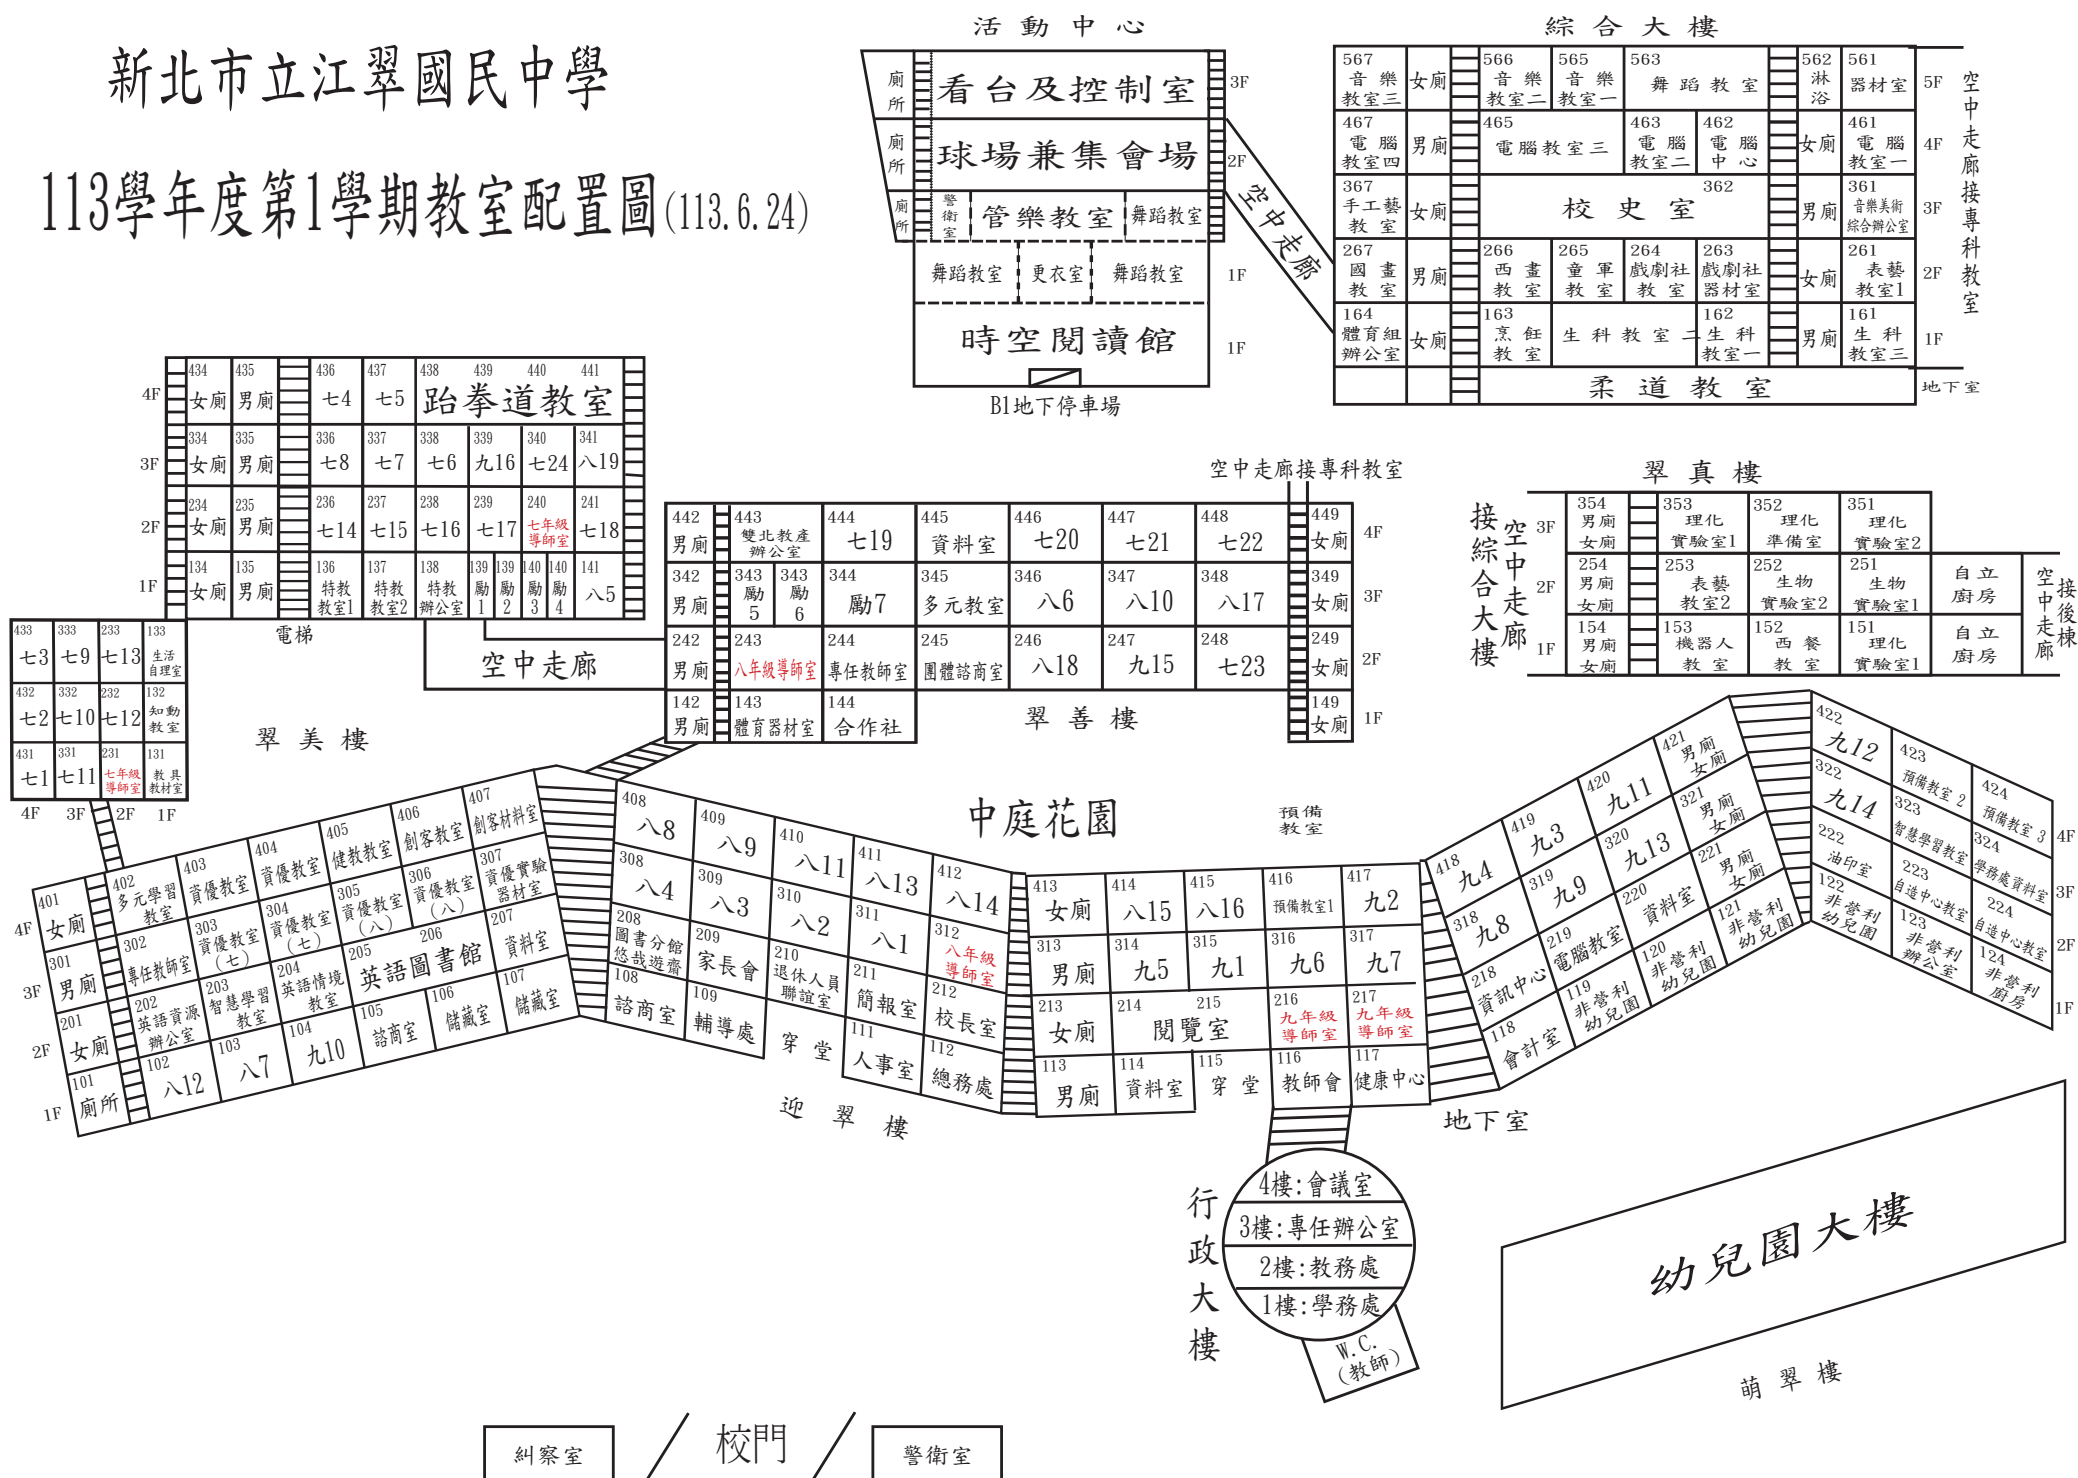 新北市立江翠國民中學
113學年度第1學期教室配置圖(113.6.24)
活動中心
廁所 看台及控制室 3F
廁所 球場兼集會場 2F
廁所 警衛室 管樂教室 舞蹈教室
舞蹈教室 更衣室 舞蹈教室 1F
時空閱讀館 1F
B1地下停車場
空中走廊
綜合大樓
567 音樂教室三 女廁 566 音樂教室二 565 音樂教室一 563 舞蹈教室 562 淋浴 561 器材室 5F
467 電腦教室四 男廁 465 電腦教室三 463 電腦教室二 462 電腦中心 女廁 461 電腦教室一 4F
367 手工藝教室 女廁 校史室 362 男廁 361 音樂美術綜合辦公室 3F
267 國畫教室 男廁 266 西畫教室 265 童軍教室 264 戲劇社教室 263 戲劇社器材室 女廁 261 表藝教室1 2F
164 體育組辦公室 女廁 163 烹飪教室 生科教室二 162 生科教室一 男廁 161 生科教室三 1F
柔道教室 地下室
空中走廊接專科教室
4F 434 女廁 435 男廁 436 七4 437 七5 438 439 440 441 跆拳道教室
3F 334 女廁 335 男廁 336 七8 337 七7 338 七6 339 九16 340 七24 341 八19
2F 234 女廁 235 男廁 236 七14 237 七15 238 七16 239 七17 240 七年級導師室 241 七18
1F 134 女廁 135 男廁 136 特教教室1 137 特教教室2 138 特教辦公室 139 勵1 139 勵2 140 勵3 140 勵4 141 八5
電梯
空中走廊
433 七3 333 七9 233 七13 133 生活自理室
432 七2 332 七10 232 七12 132 知動教室
431 七1 331 七11 231 七年級導師室 131 教具教材室
4F 3F 2F 1F
翠美樓
空中走廊接專科教室
442 男廁 443 雙北教產辦公室 444 七19 445 資料室 446 七20 447 七21 448 七22 449 女廁 4F
342 男廁 343 勵5 343 勵6 344 勵7 345 多元教室 346 八6 347 八10 348 八17 349 女廁 3F
242 男廁 243 八年級導師室 244 專任教師室 245 團體諮商室 246 八18 247 九15 248 七23 249 女廁 2F
142 男廁 143 體育器材室 144 合作社 149 女廁 1F
翠善樓
翠真樓
接綜合大樓
空中走廊
3F 354 男廁 女廁 353 理化實驗室1 352 理化準備室 351 理化實驗室2
2F 254 男廁 女廁 253 表藝教室2 252 生物實驗室2 251 生物實驗室1 自立廚房
1F 154 男廁 女廁 153 機器人教室 152 西餐教室 151 理化實驗室1 自立廚房
空中走廊
接後棟
中庭花園
預備教室
4F 401 女廁 402 多元學習教室 403 資優教室 404 資優教室 405 健教教室 406 創客教室 407 創客材料室
3F 301 男廁 302 專任教師室 303 資優教室(七) 304 資優教室(七) 305 資優教室(八) 306 資優教室(八) 307 資優實驗器材室
2F 201 女廁 202 英語資源辦公室 203 智慧學習教室 204 英語情境教室 205 206 英語圖書館 207 資料室
1F 101 廁所 102 八12 103 八7 104 九10 105 諮商室 106 儲藏室 107 儲藏室
408 八8 409 八9 410 八11 411 八13 412 八14
308 八4 309 八3 310 八2 311 八1 312 八年級導師室
208 圖書分館悠哉遊齋 209 家長會 210 退休人員聯誼室 211 簡報室 212 校長室
108 諮商室 109 輔導處 穿堂 111 人事室 112 總務處
迎翠樓
413 女廁 414 八15 415 八16 416 預備教室1 417 九2
313 男廁 314 九5 315 九1 316 九6 317 九7
213 女廁 214 215 閱覽室 216 九年級導師室 217 九年級導師室
113 男廁 114 資料室 115 穿堂 116 教師會 117 健康中心
地下室
418 九4 419 九3 420 九11 421 男廁 女廁
318 九8 319 九9 320 九13 321 男廁 女廁
218 資訊中心 219 電腦教室 220 資料室 221 男廁 女廁
118 會計室 119 非營利幼兒園 120 非營利幼兒園 121 非營利幼兒園
422 九12 423 預備教室2 424 預備教室3 4F
322 九14 323 智慧學習教室 324 學務處資料室 3F
222 油印室 223 自造中心教室 224 自造中心教室 2F
122 非營利幼兒園 123 非營利辦公室 124 非營利廚房 1F
行政大樓
4樓:會議室
3樓:專任辦公室
2樓:教務處
1樓:學務處
W.C.
(教師)
幼兒園大樓
萌翠樓
糾察室
校門
警衛室